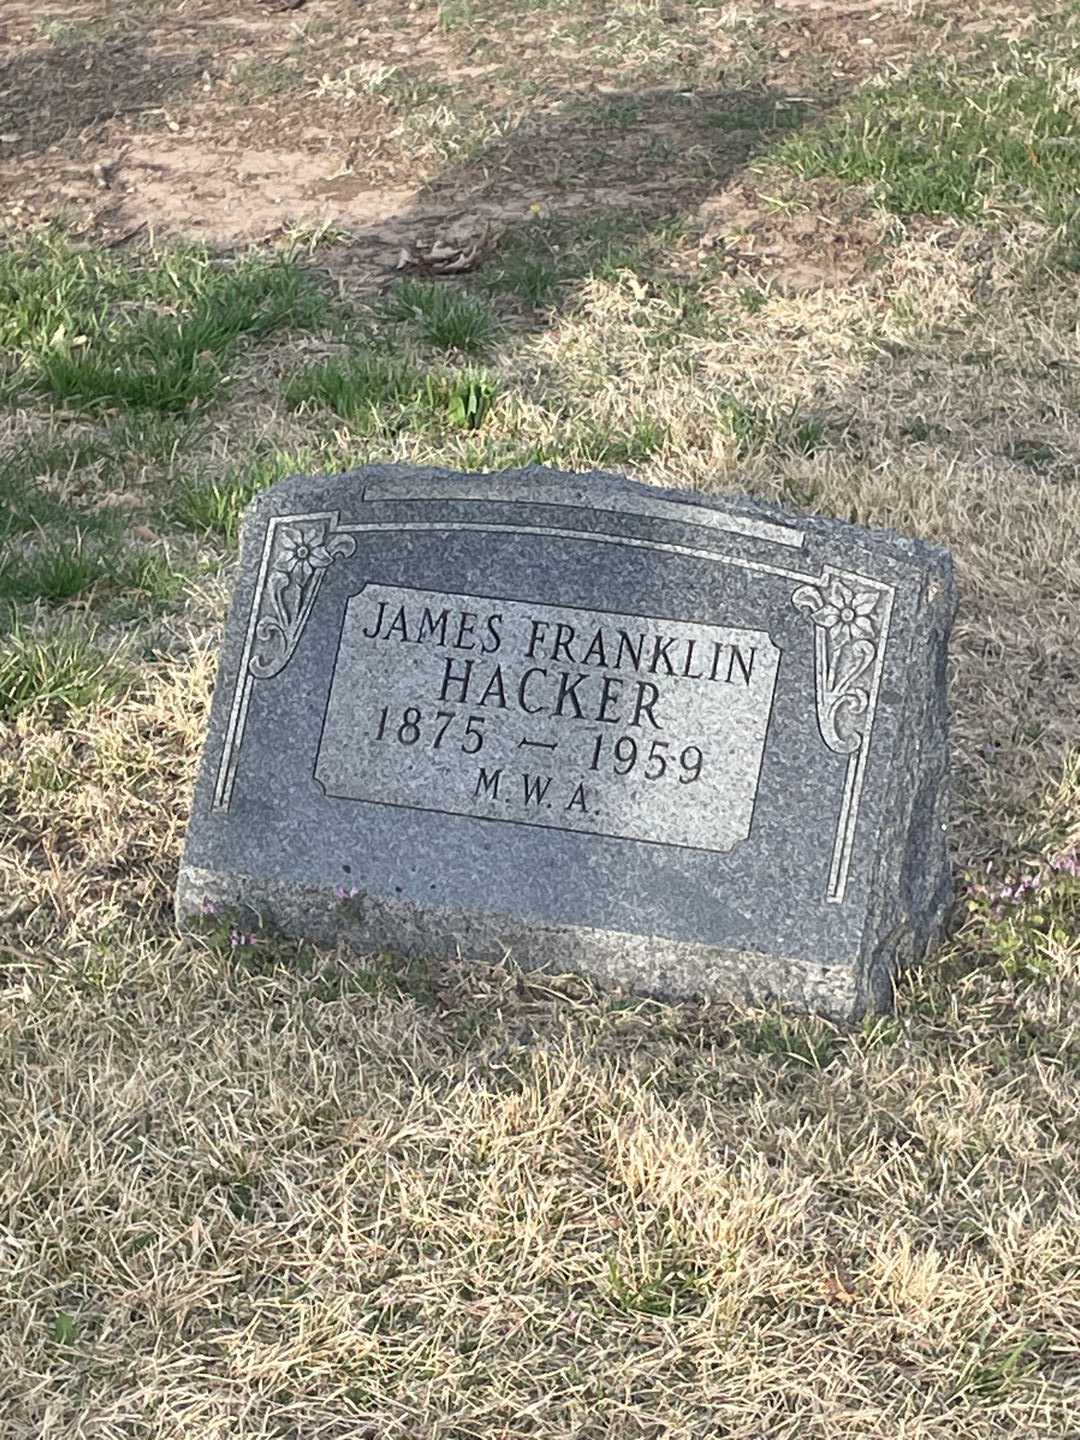 JAMES FRANKLIN
HACKER
1875 — 1959
M. W. A.